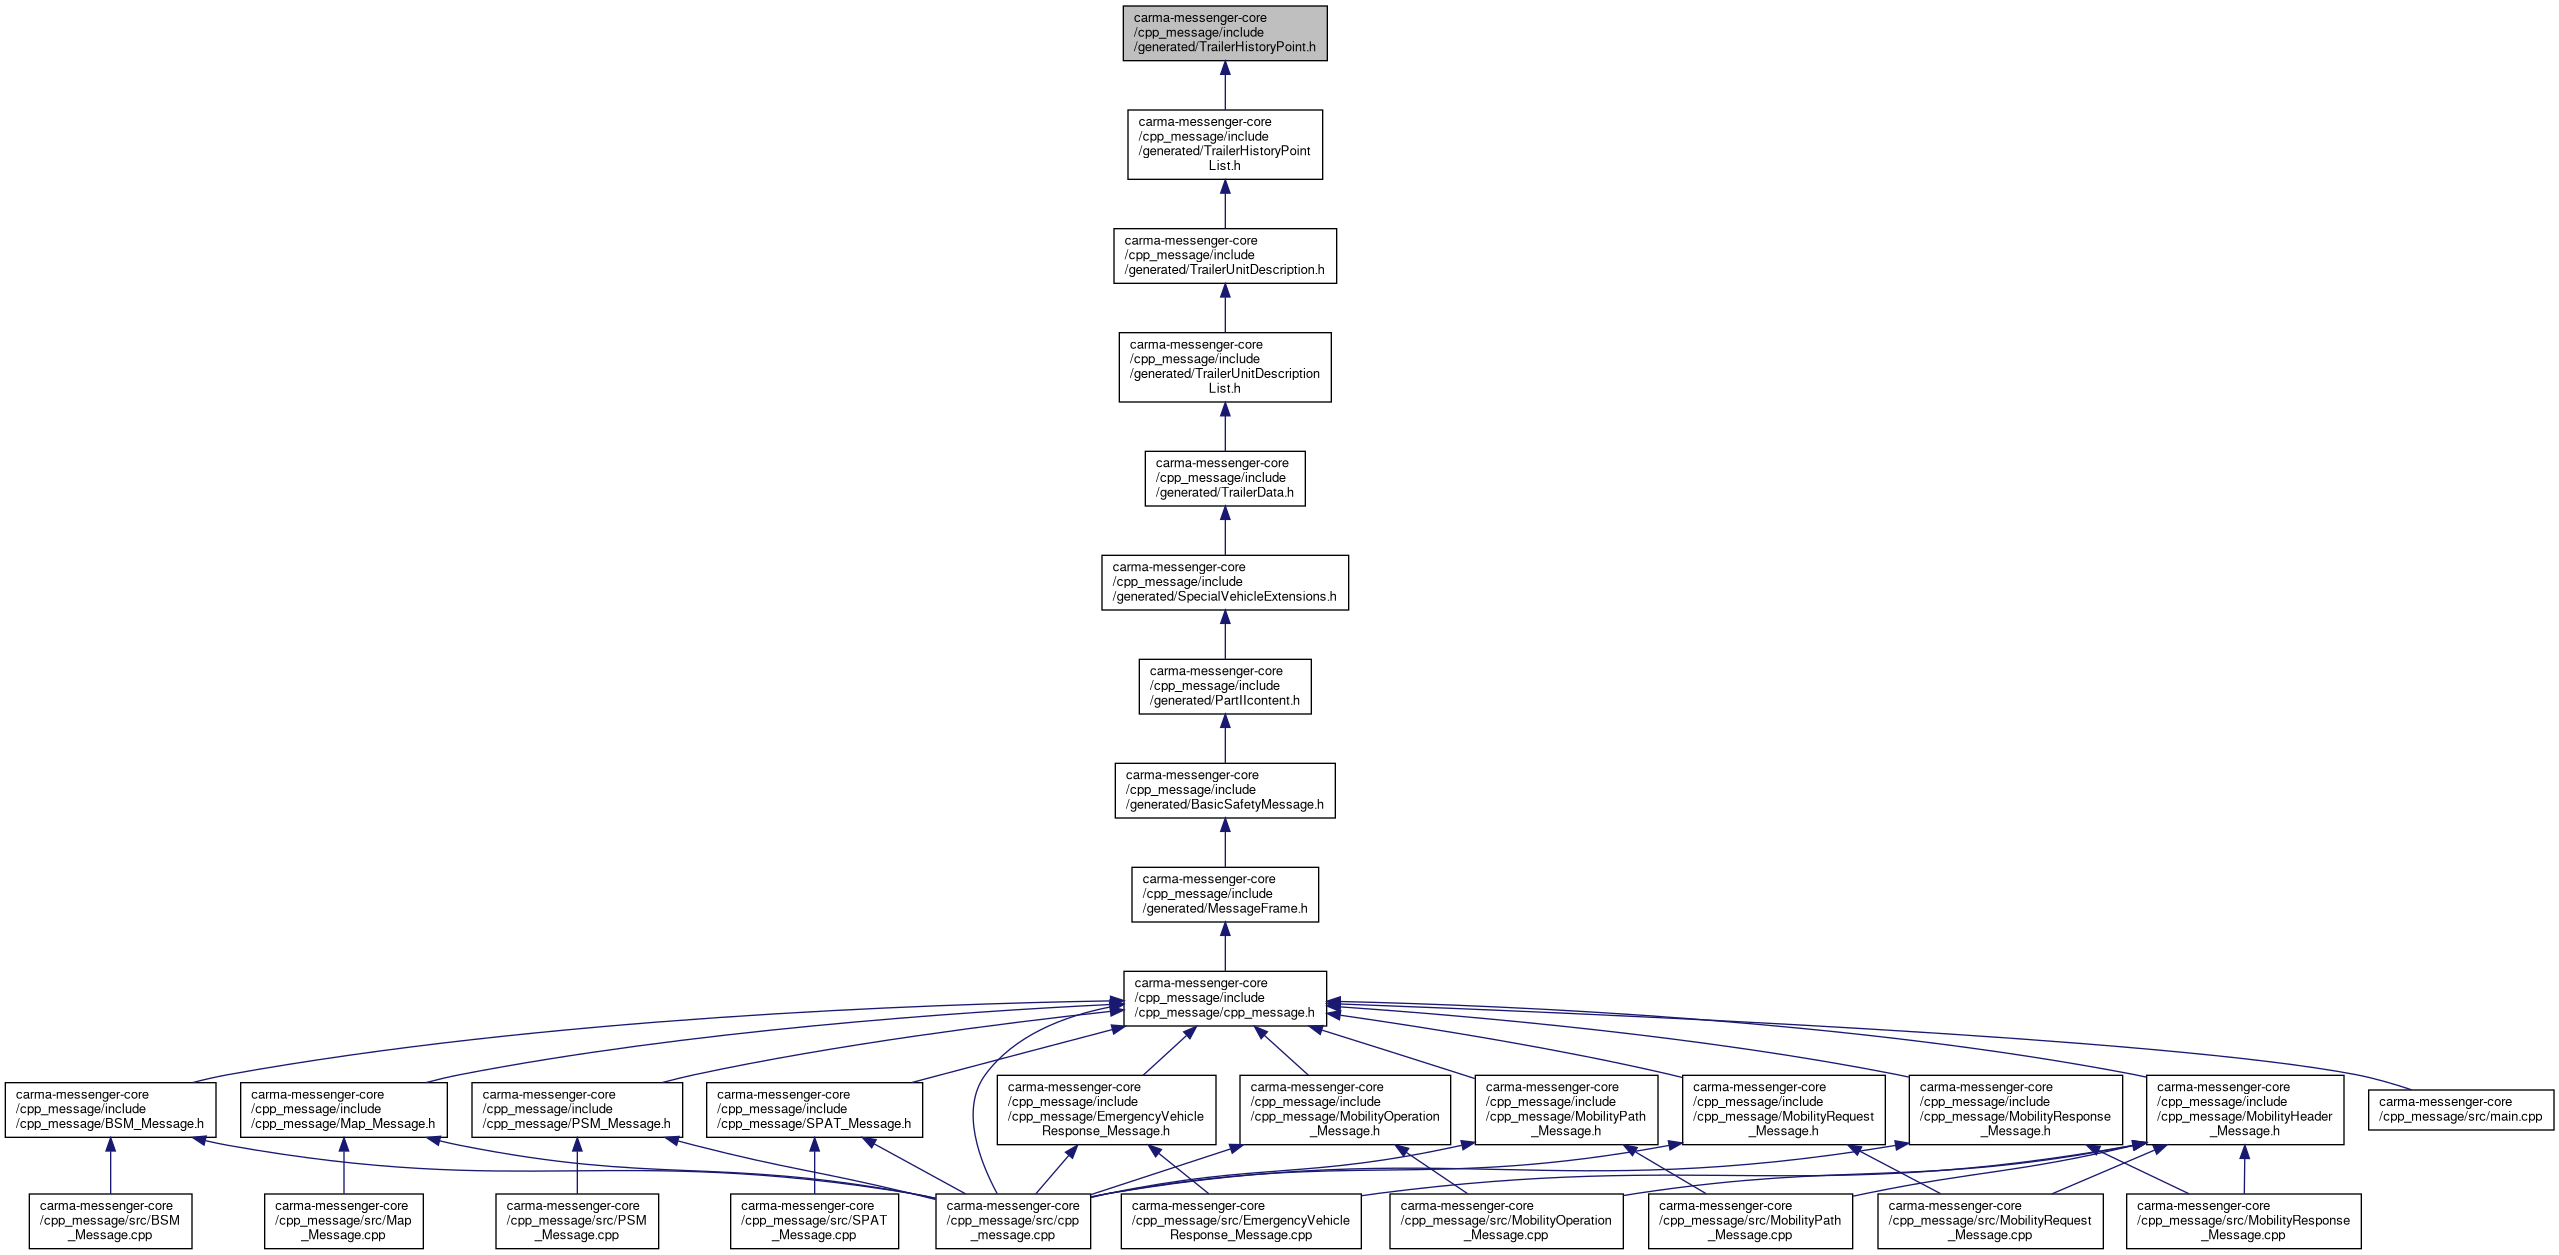 carma-messenger-core
/cpp_message/include
/generated/TrailerHistoryPoint.h
carma-messenger-core
/cpp_message/include
/generated/TrailerHistoryPoint
List.h
carma-messenger-core
/cpp_message/include
/generated/TrailerUnitDescription.h
carma-messenger-core
/cpp_message/include
/generated/TrailerUnitDescription
List.h
carma-messenger-core
/cpp_message/include
/generated/TrailerData.h
carma-messenger-core
/cpp_message/include
/generated/SpecialVehicleExtensions.h
carma-messenger-core
/cpp_message/include
/generated/PartIIcontent.h
carma-messenger-core
/cpp_message/include
/generated/BasicSafetyMessage.h
carma-messenger-core
/cpp_message/include
/generated/MessageFrame.h
carma-messenger-core
/cpp_message/include
/cpp_message/cpp_message.h
carma-messenger-core
/cpp_message/include
/cpp_message/BSM_Message.h
carma-messenger-core
/cpp_message/include
/cpp_message/Map_Message.h
carma-messenger-core
/cpp_message/include
/cpp_message/PSM_Message.h
carma-messenger-core
/cpp_message/include
/cpp_message/SPAT_Message.h
carma-messenger-core
/cpp_message/include
/cpp_message/EmergencyVehicle
Response_Message.h
carma-messenger-core
/cpp_message/include
/cpp_message/MobilityOperation
_Message.h
carma-messenger-core
/cpp_message/include
/cpp_message/MobilityPath
_Message.h
carma-messenger-core
/cpp_message/include
/cpp_message/MobilityRequest
_Message.h
carma-messenger-core
/cpp_message/include
/cpp_message/MobilityResponse
_Message.h
carma-messenger-core
/cpp_message/include
/cpp_message/MobilityHeader
_Message.h
carma-messenger-core
/cpp_message/src/main.cpp
carma-messenger-core
/cpp_message/src/BSM
_Message.cpp
carma-messenger-core
/cpp_message/src/Map
_Message.cpp
carma-messenger-core
/cpp_message/src/PSM
_Message.cpp
carma-messenger-core
/cpp_message/src/SPAT
_Message.cpp
carma-messenger-core
/cpp_message/src/cpp
_message.cpp
carma-messenger-core
/cpp_message/src/EmergencyVehicle
Response_Message.cpp
carma-messenger-core
/cpp_message/src/MobilityOperation
_Message.cpp
carma-messenger-core
/cpp_message/src/MobilityPath
_Message.cpp
carma-messenger-core
/cpp_message/src/MobilityRequest
_Message.cpp
carma-messenger-core
/cpp_message/src/MobilityResponse
_Message.cpp